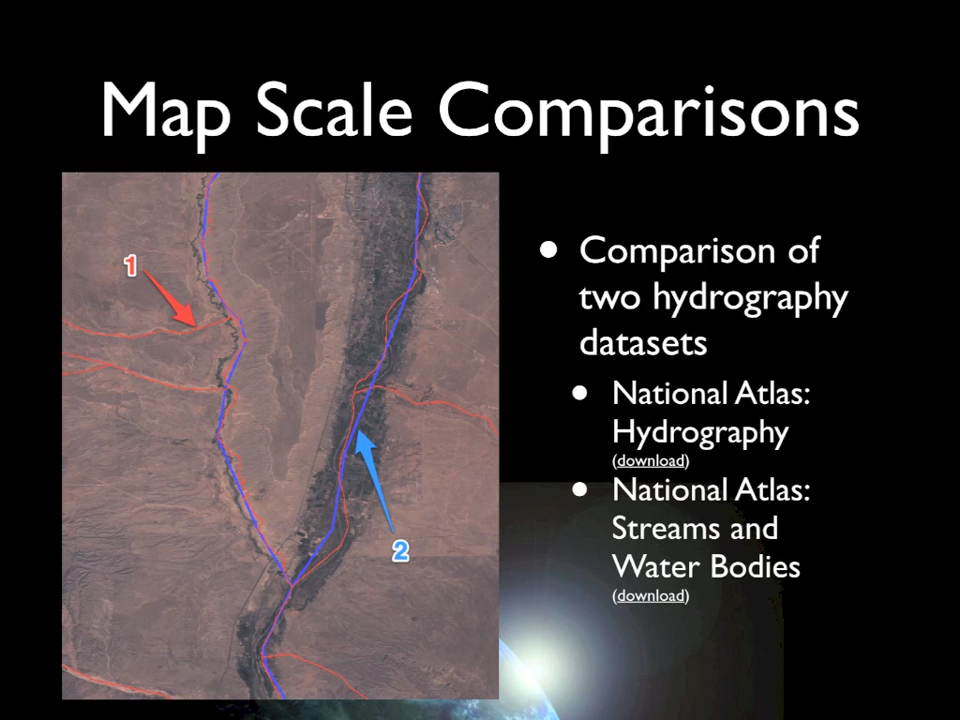 Map Scale Comparisons
1
2
• Comparison of
two hydrography
datasets
• National Atlas:
Hydrography
(download)
• National Atlas:
Streams and
Water Bodies
(download)